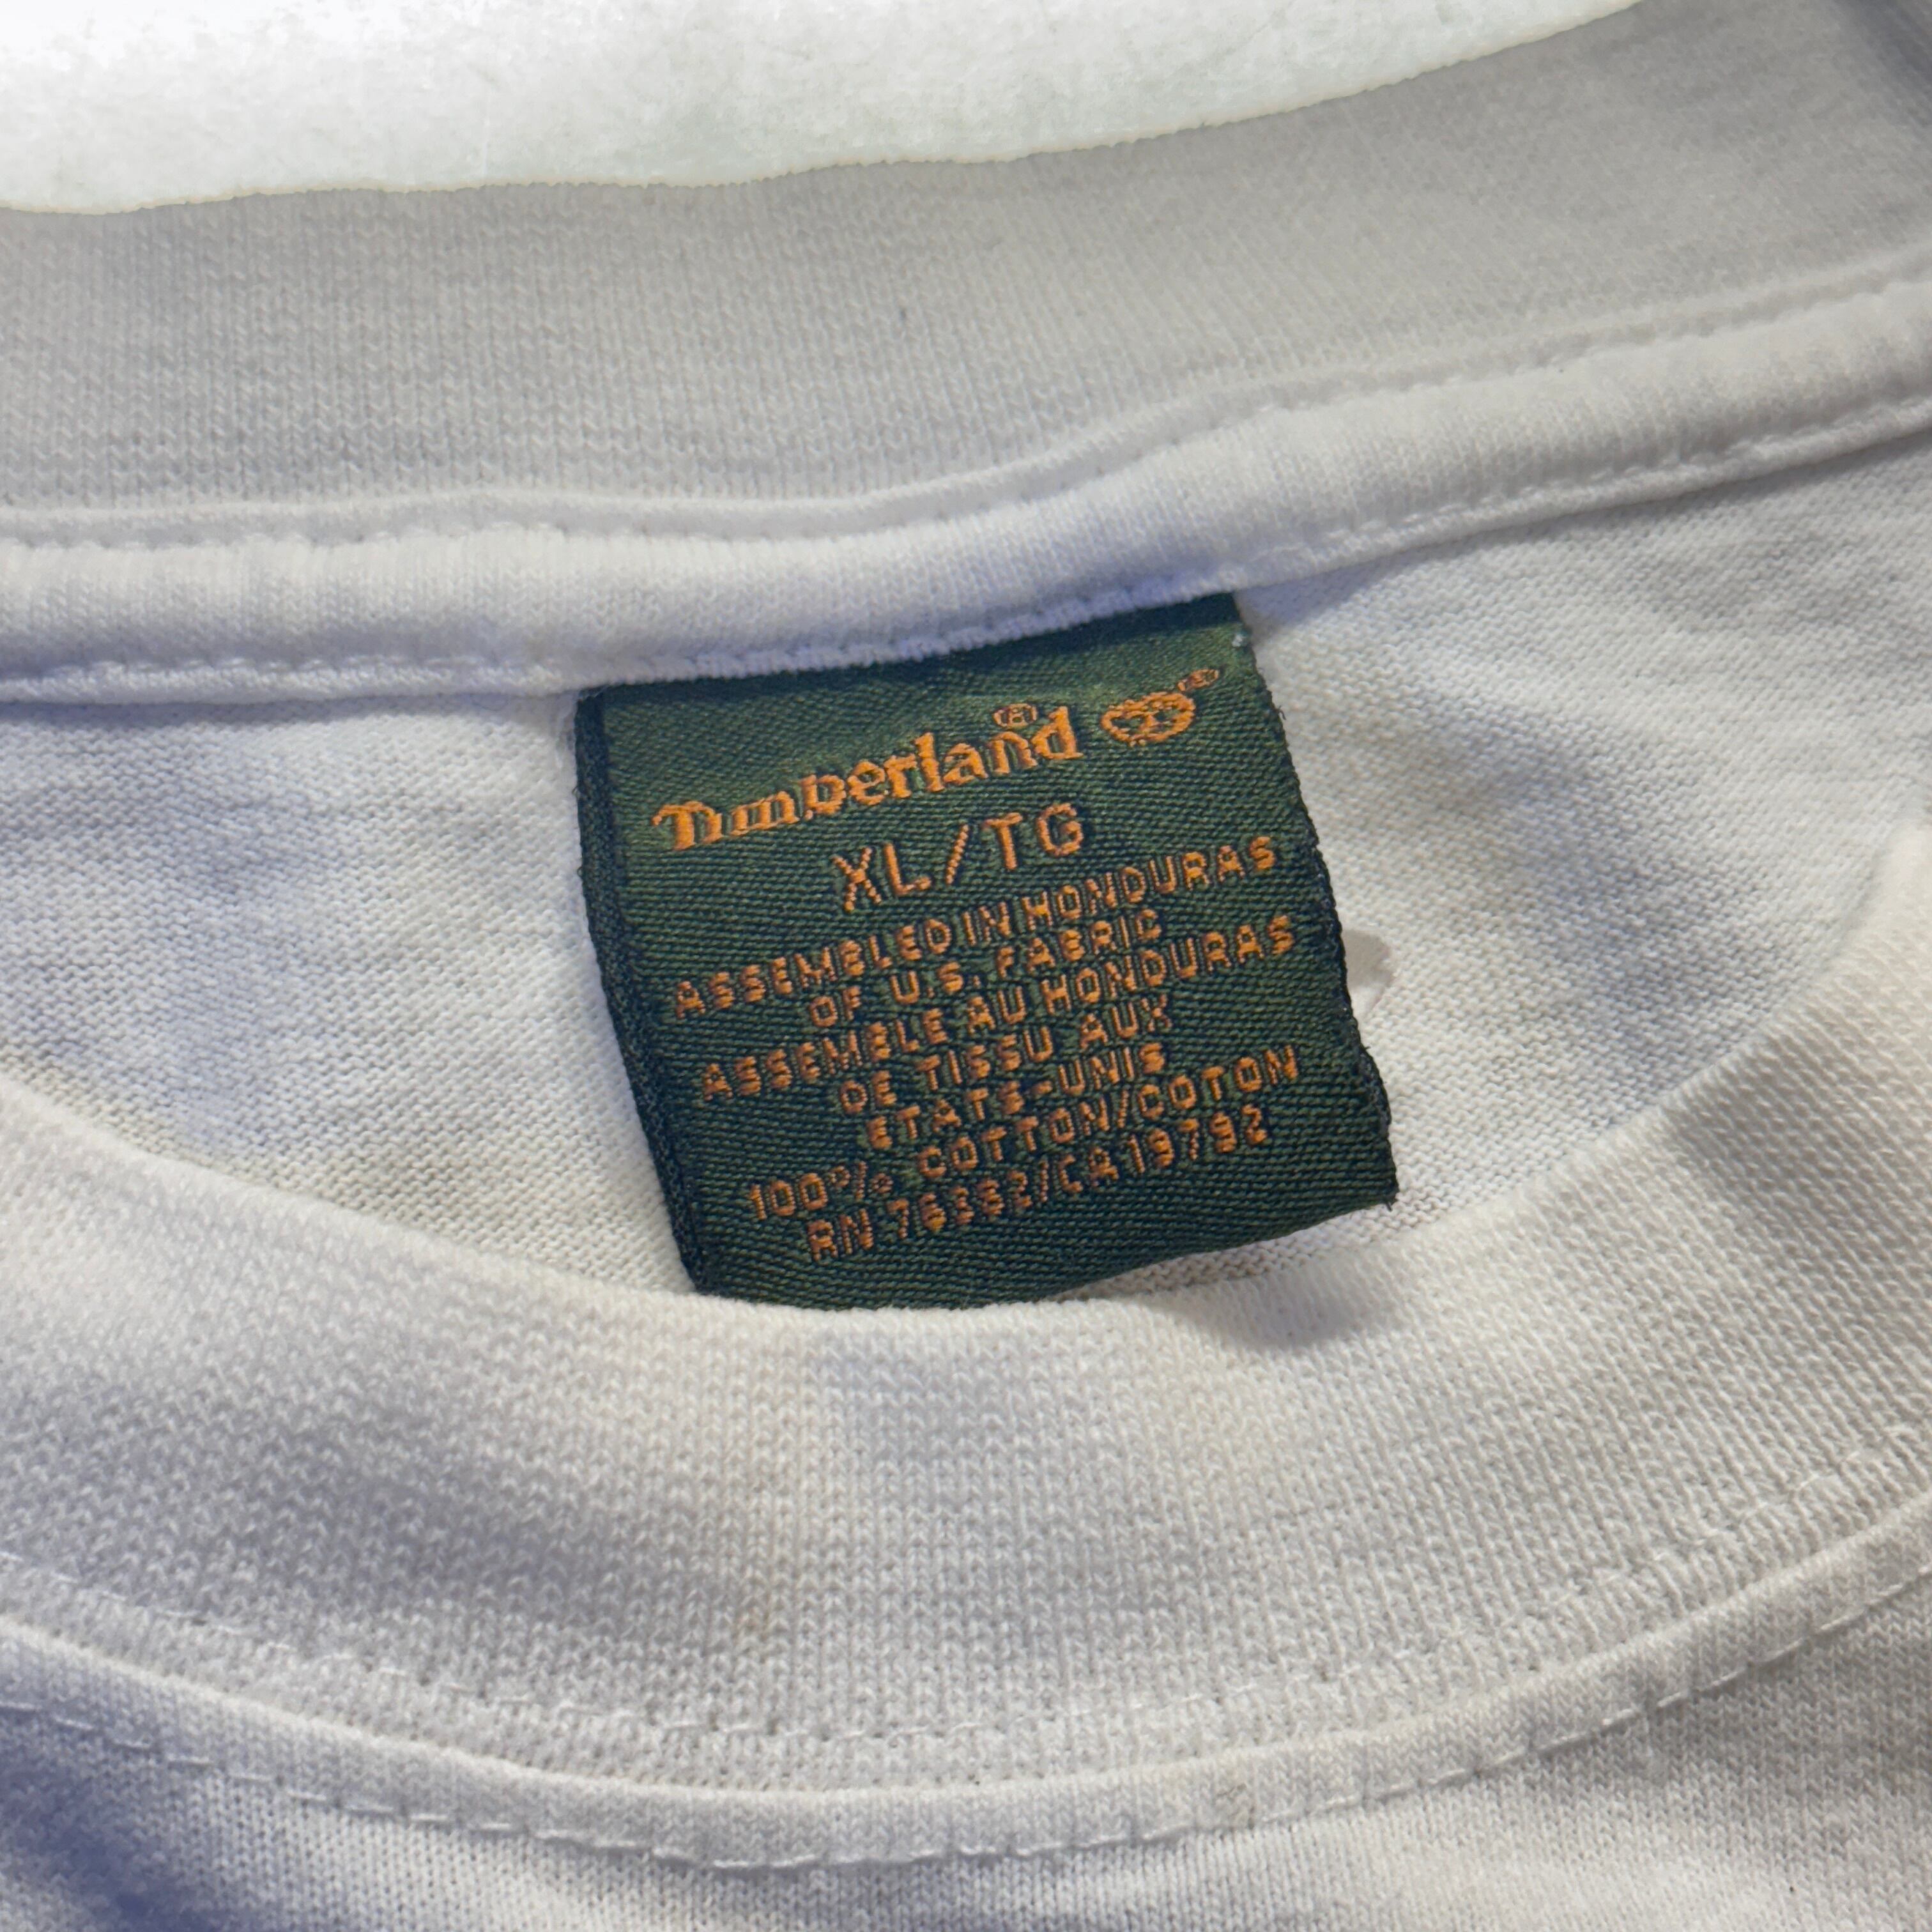 Timberland®
XL/TG
ASSEMBLED IN HONDURAS
OF U.S. FABRIC
ASSEMBLE AU HONDURAS
DE TISSU AUX
ETATS-UNIS
100% COTTON/COTON
RN 76392/CA 19792